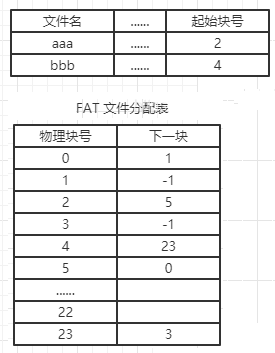 文件名 ...... 起始块号
aaa ...... 2
bbb ...... 4
FAT 文件分配表
物理块号 下一块
0 1
1 -1
2 5
3 -1
4 23
5 0
......
22
23 3